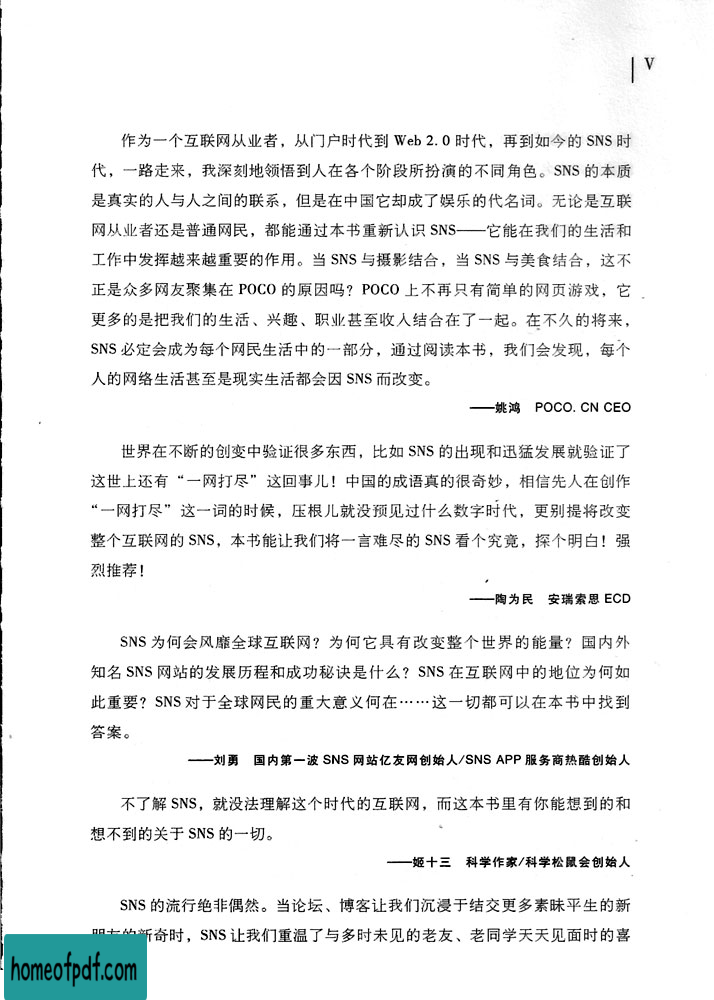 V
作为一个互联网从业者，从门户时代到 Web 2.0 时代，再到如今的 SNS 时
代，一路走来，我深刻地领悟到人在各个阶段所扮演的不同角色。SNS 的本质
是真实的人与人之间的联系，但是在中国它却成了娱乐的代名词。无论是互联
网从业者还是普通网民，都能通过本书重新认识 SNS——它能在我们的生活和
工作中发挥越来越重要的作用。当 SNS 与摄影结合，当 SNS 与美食结合，这不
正是众多网友聚集在 POCO 的原因吗？POCO 上不再只有简单的网页游戏，它
更多的是把我们的生活、兴趣、职业甚至收入结合在了一起。在不久的将来，
SNS 必定会成为每个网民生活中的一部分，通过阅读本书，我们会发现，每个
人的网络生活甚至是现实生活都会因 SNS 而改变。
——姚鸿 POCO. CN CEO
世界在不断的创变中验证很多东西，比如 SNS 的出现和迅猛发展就验证了
这世上还有“一网打尽”这回事儿！中国的成语真的很奇妙，相信先人在创作
“一网打尽”这一词的时候，压根儿就没预见过什么数字时代，更别提将改变
整个互联网的 SNS，本书能让我们将一言难尽的 SNS 看个究竟，探个明白！强
烈推荐！
——陶为民 安瑞索思 ECD
SNS 为何会风靡全球互联网？为何它具有改变整个世界的能量？国内外
知名 SNS 网站的发展历程和成功秘诀是什么？SNS 在互联网中的地位为何如
此重要？SNS 对于全球网民的重大意义何在……这一切都可以在本书中找到
答案。
——刘勇 国内第一波 SNS 网站亿友网创始人/SNS APP 服务商热酷创始人
不了解 SNS，就没法理解这个时代的互联网，而这本书里有你能想到的和
想不到的关于 SNS 的一切。
——姬十三 科学作家/科学松鼠会创始人
SNS 的流行绝非偶然。当论坛、博客让我们沉浸于结交更多素昧平生的新
朋友的新奇时，SNS 让我们重温了与多时未见的老友、老同学天天见面时的喜
homeofpdf.com